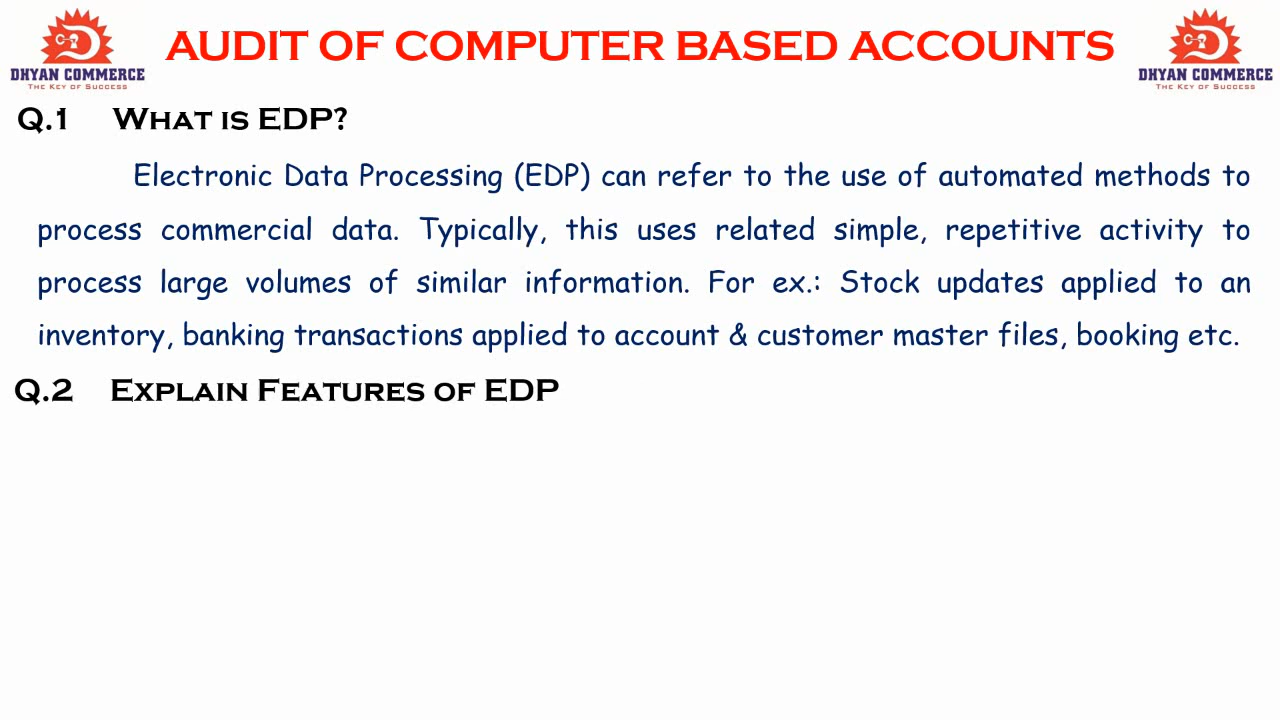 DHYAN COMMERCE
The Key of Success
AUDIT OF COMPUTER BASED ACCOUNTS
DHYAN COMMERCE
The Key of Success
Q.1 What is EDP?
Electronic Data Processing (EDP) can refer to the use of automated methods to
process commercial data. Typically, this uses related simple, repetitive activity to
process large volumes of similar information. For ex.: Stock updates applied to an
inventory, banking transactions applied to account & customer master files, booking etc.
Q.2 Explain Features of EDP